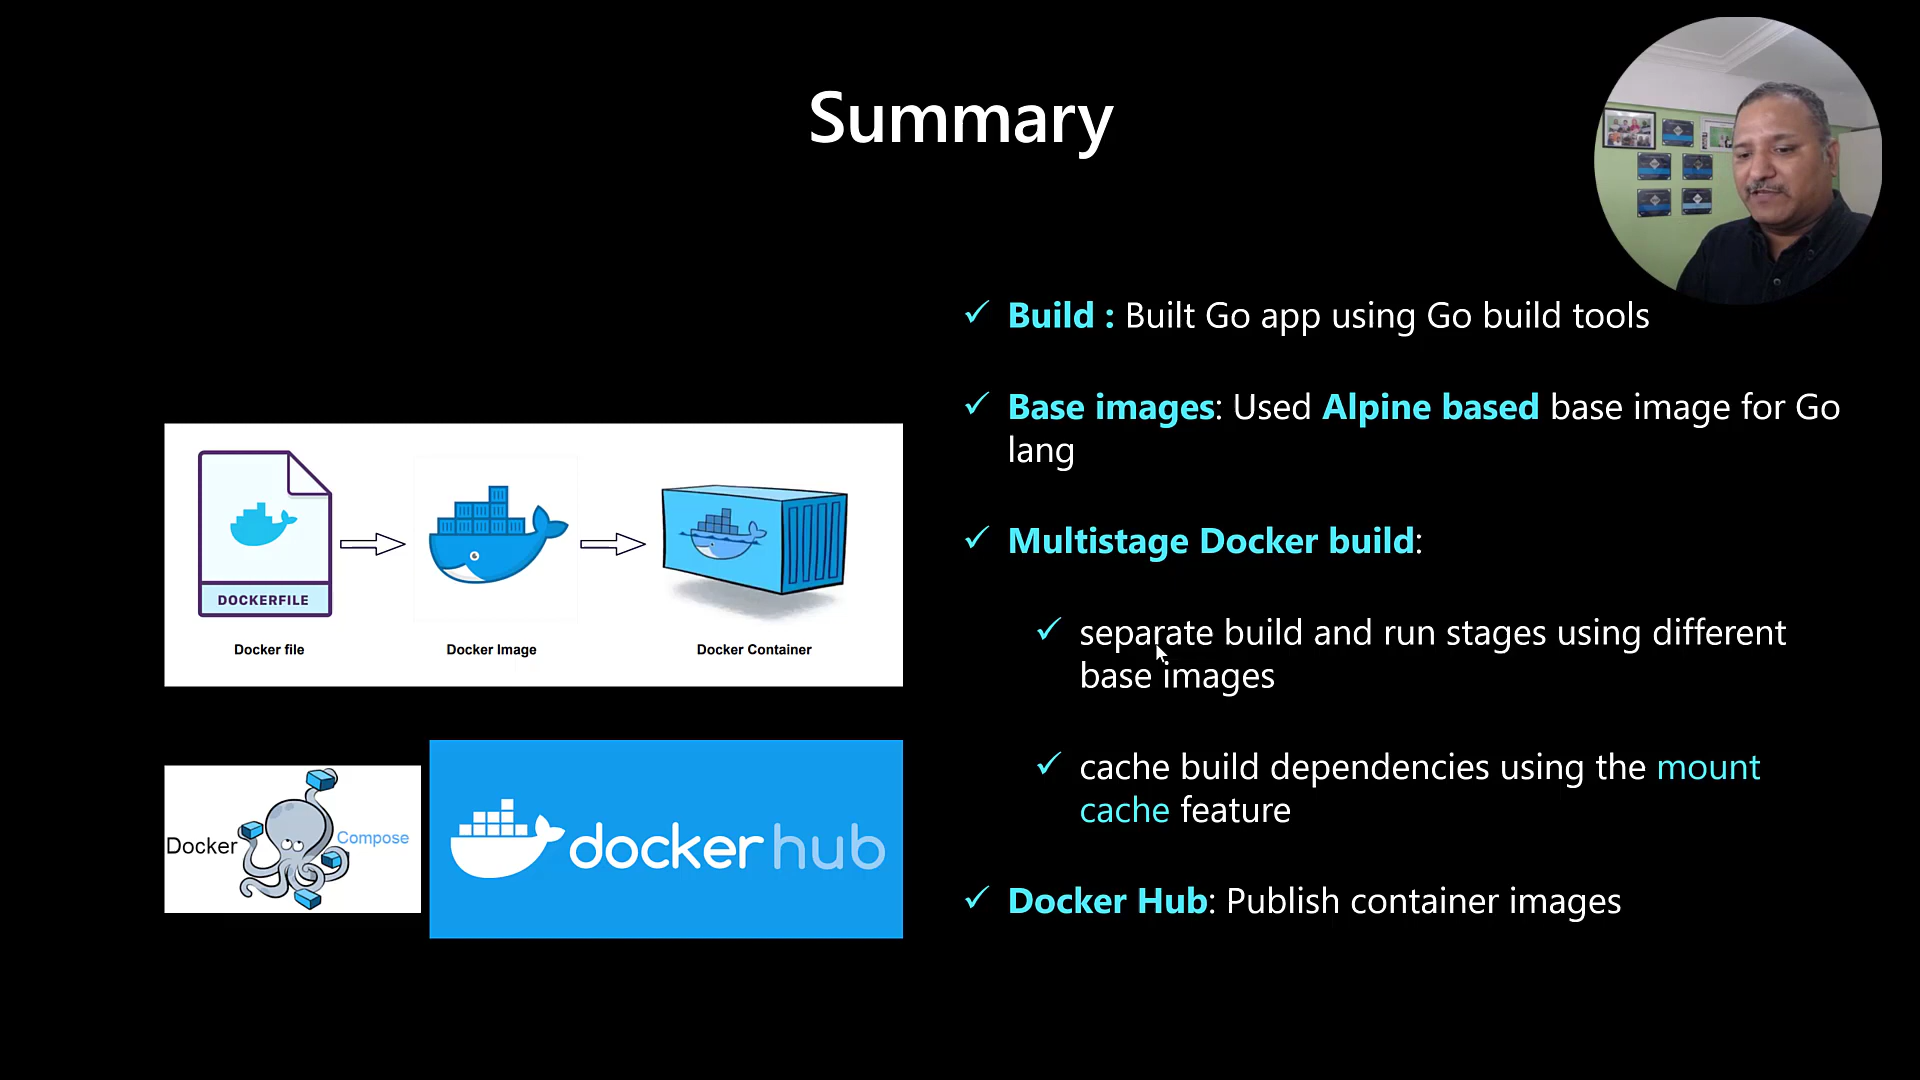 Summary
✓ Build : Built Go app using Go build tools
✓ Base images: Used Alpine based base image for Go
lang
✓ Multistage Docker build:
✓ separate build and run stages using different
base images
✓ cache build dependencies using the mount
cache feature
✓ Docker Hub: Publish container images
DOCKERFILE
Docker file
Docker Image
Docker Container
Docker
Compose
docker hub